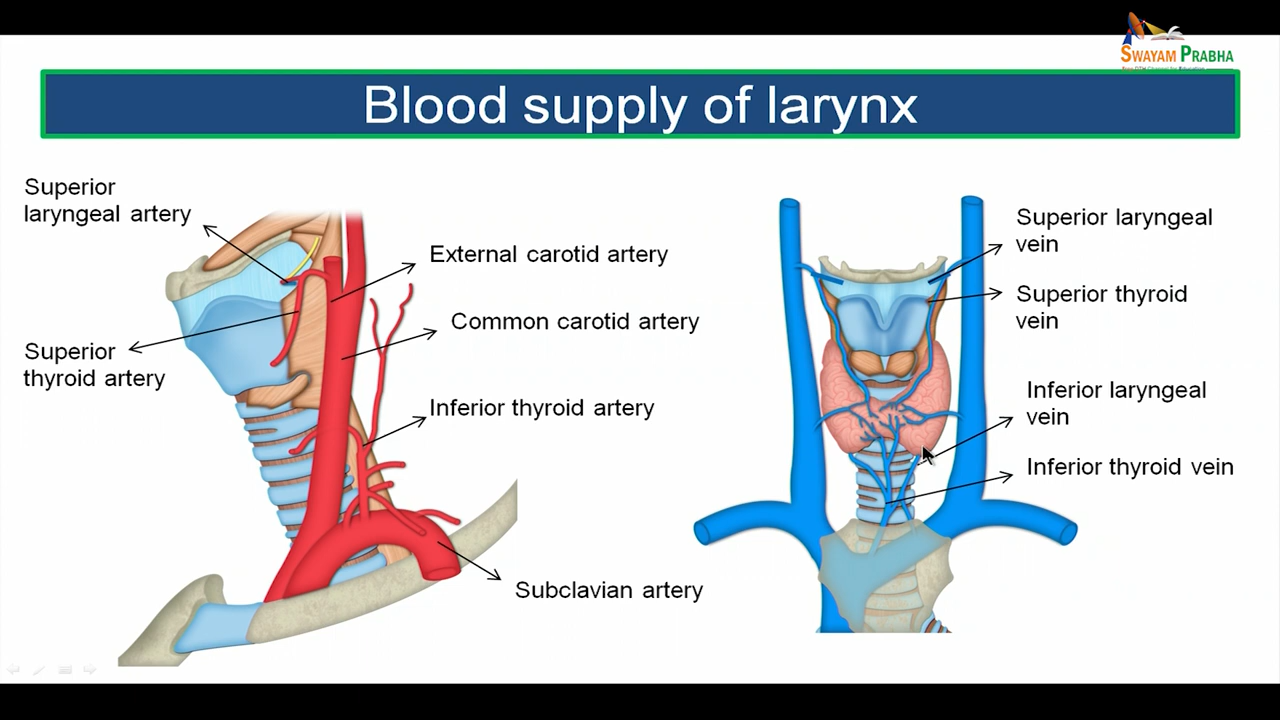 SWAYAM PRABHA
Blood supply of larynx
Superior
laryngeal artery
External carotid artery
Common carotid artery
Superior
thyroid artery
Inferior thyroid artery
Subclavian artery
Superior laryngeal
vein
Superior thyroid
vein
Inferior laryngeal
vein
Inferior thyroid vein